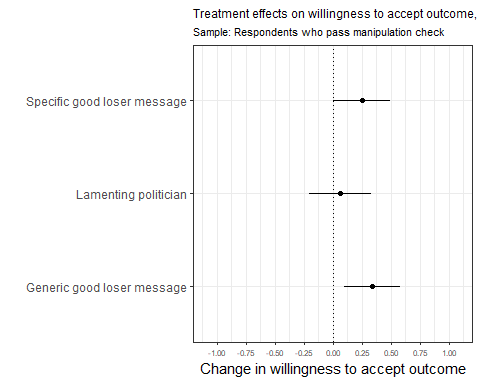 Treatment effects on willingness to accept outcome,
Sample: Respondents who pass manipulation check
Specific good loser message
Lamenting politician
Generic good loser message
-1.00 -0.75 -0.50 -0.25 0.00 0.25 0.50 0.75 1.00
Change in willingness to accept outcome